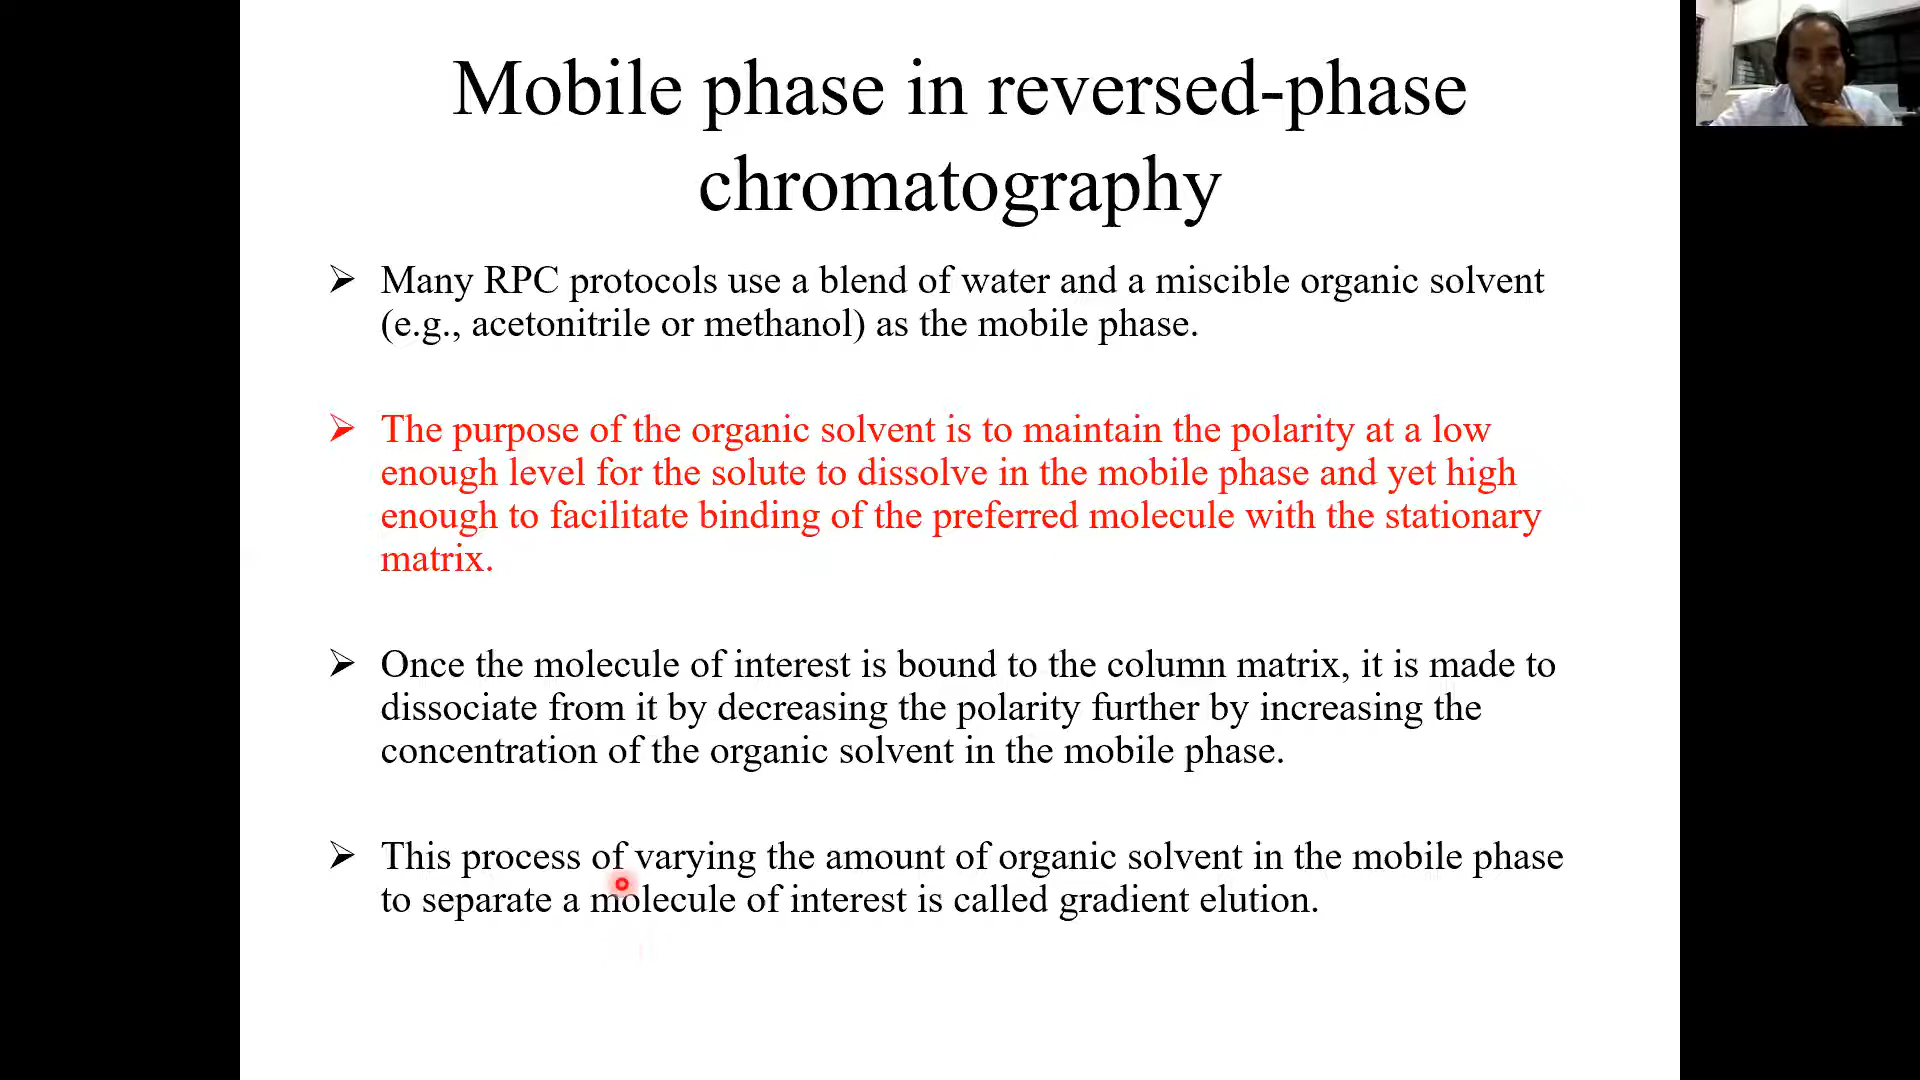 Mobile phase in reversed-phase
chromatography
➢ Many RPC protocols use a blend of water and a miscible organic solvent
(e.g., acetonitrile or methanol) as the mobile phase.
➢ The purpose of the organic solvent is to maintain the polarity at a low
enough level for the solute to dissolve in the mobile phase and yet high
enough to facilitate binding of the preferred molecule with the stationary
matrix.
➢ Once the molecule of interest is bound to the column matrix, it is made to
dissociate from it by decreasing the polarity further by increasing the
concentration of the organic solvent in the mobile phase.
➢ This process of varying the amount of organic solvent in the mobile phase
to separate a molecule of interest is called gradient elution.